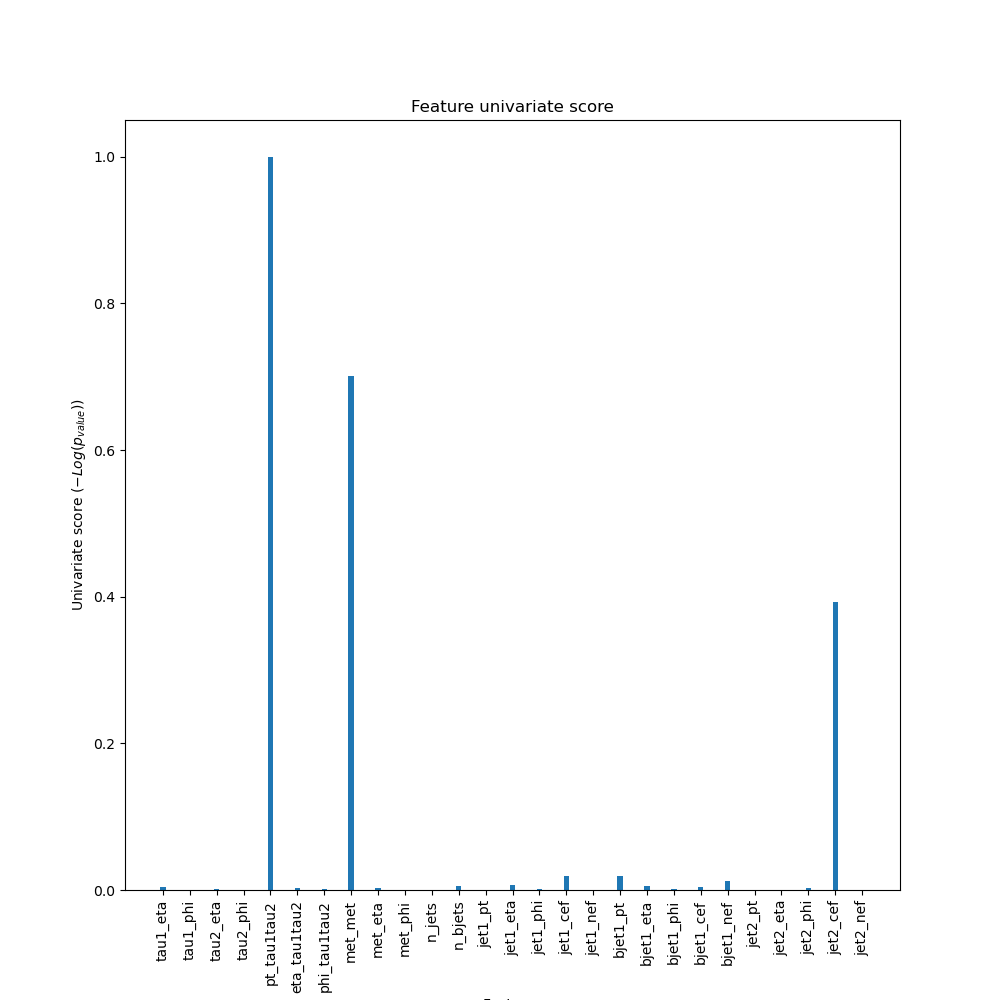 Feature univariate score
1.0
0.8
0.6
0.4
0.2
0.0
Univariate score (−Log(p_value))
tau1_eta
tau1_phi
tau2_eta
tau2_phi
pt_tau1tau2
eta_tau1tau2
phi_tau1tau2
met_met
met_eta
met_phi
n_jets
n_bjets
jet1_pt
jet1_eta
jet1_phi
jet1_cef
jet1_nef
bjet1_pt
bjet1_eta
bjet1_phi
bjet1_cef
bjet1_nef
jet2_pt
jet2_eta
jet2_phi
jet2_cef
jet2_nef